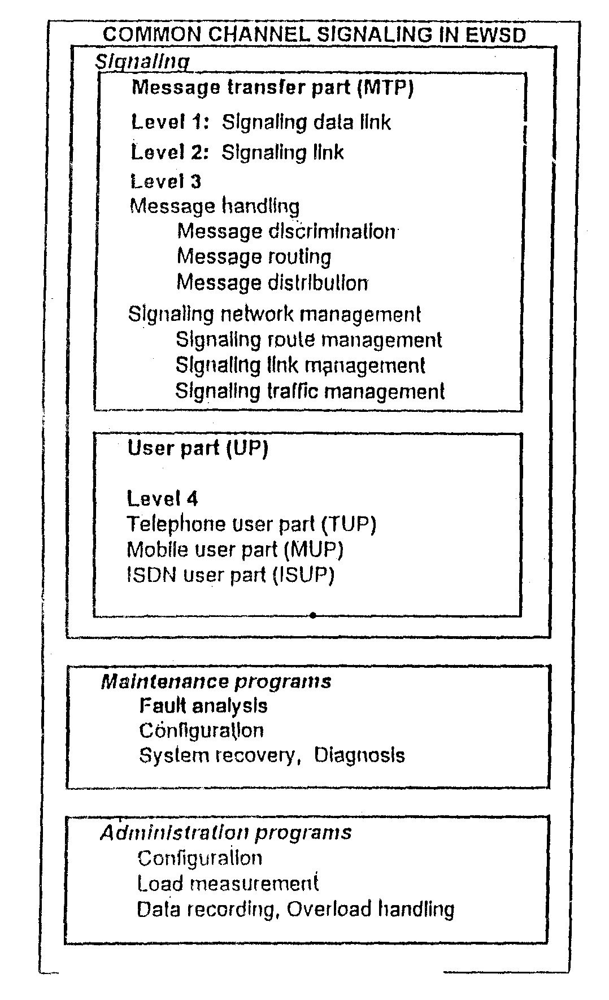 COMMON CHANNEL SIGNALING IN EWSD
Signaling
Message transfer part (MTP)
Level 1: Signaling data link
Level 2: Signaling link
Level 3
Message handling
Message discrimination
Message routing
Message distribution
Signaling network management
Signaling route management
Signaling link management
Signaling traffic management
User part (UP)
Level 4
Telephone user part (TUP)
Mobile user part (MUP)
ISDN user part (ISUP)
Maintenance programs
Fault analysis
Configuration
System recovery, Diagnosis
Administration programs
Configuration
Load measurement
Data recording, Overload handling